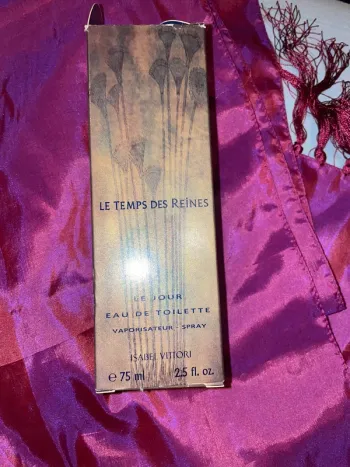 LE TEMPS DES REINES
LE JOUR
EAU DE TOILETTE
VAPORISATEUR - SPRAY
ISABEL VITTORI
℮ 75 ml 2.5 fl. oz.